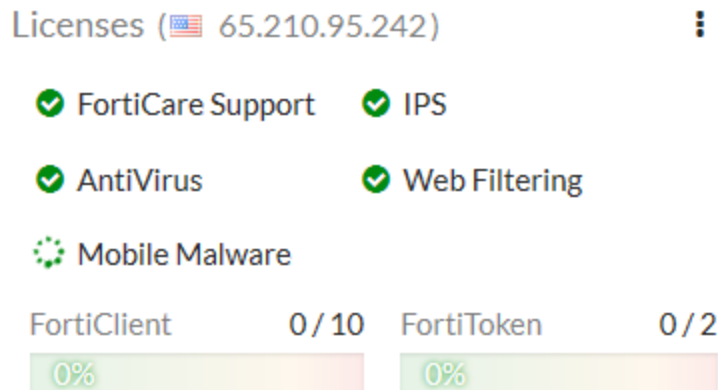 Licenses ( 65.210.95.242)
FortiCare Support IPS
AntiVirus Web Filtering
Mobile Malware
FortiClient 0 / 10 FortiToken 0 / 2
0% 0%